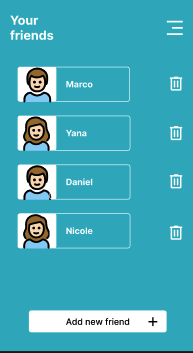 Your
friends
Marco
Yana
Daniel
Nicole
Add new friend +